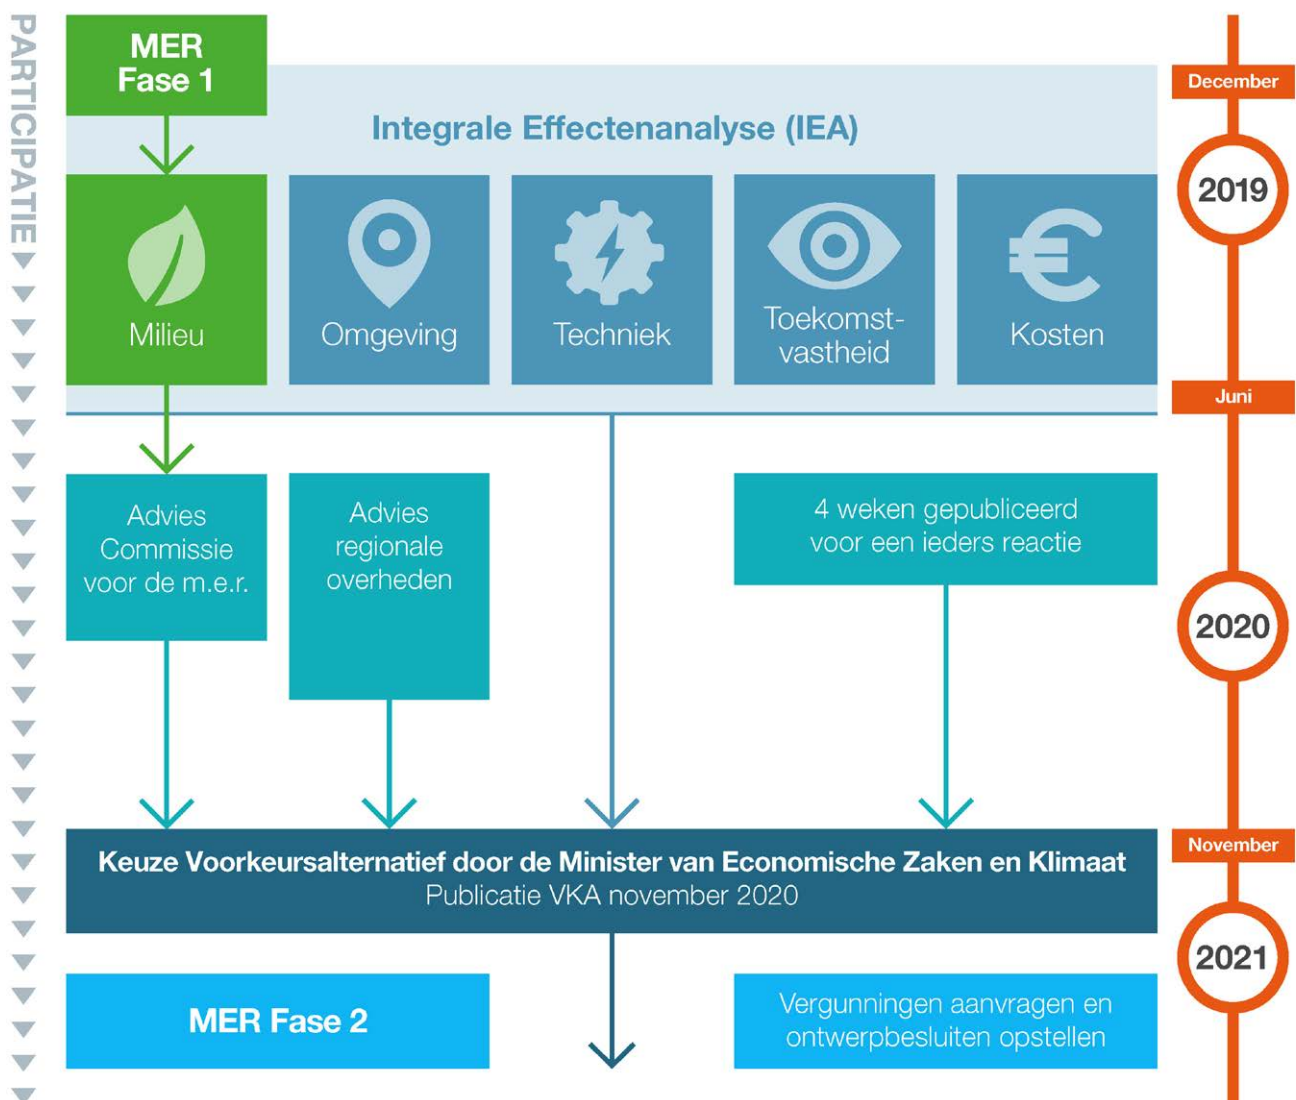 PARTICIPATIE
MER
Fase 1
Integrale Effectenanalyse (IEA)
Milieu
Omgeving
Techniek
Toekomst-
vastheid
Kosten
Advies
Commissie
voor de m.e.r.
Advies
regionale
overheden
4 weken gepubliceerd
voor een ieders reactie
Keuze Voorkeursalternatief door de Minister van Economische Zaken en Klimaat
Publicatie VKA november 2020
MER Fase 2
Vergunningen aanvragen en
ontwerpbesluiten opstellen
December
2019
Juni
2020
November
2021